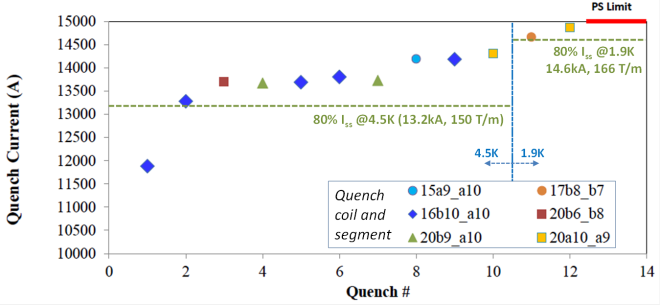 PS Limit
15000
14500
14000
13500
13000
12500
12000
11500
11000
10500
10000
Quench Current (A)
80% Iss @1.9K
14.6kA, 166 T/m
80% Iss @4.5K (13.2kA, 150 T/m)
4.5K 1.9K
Quench
coil and
segment
15a9_a10 17b8_b7
16b10_a10 20b6_b8
20b9_a10 20a10_a9
0 2 4 6 8 10 12 14
Quench #